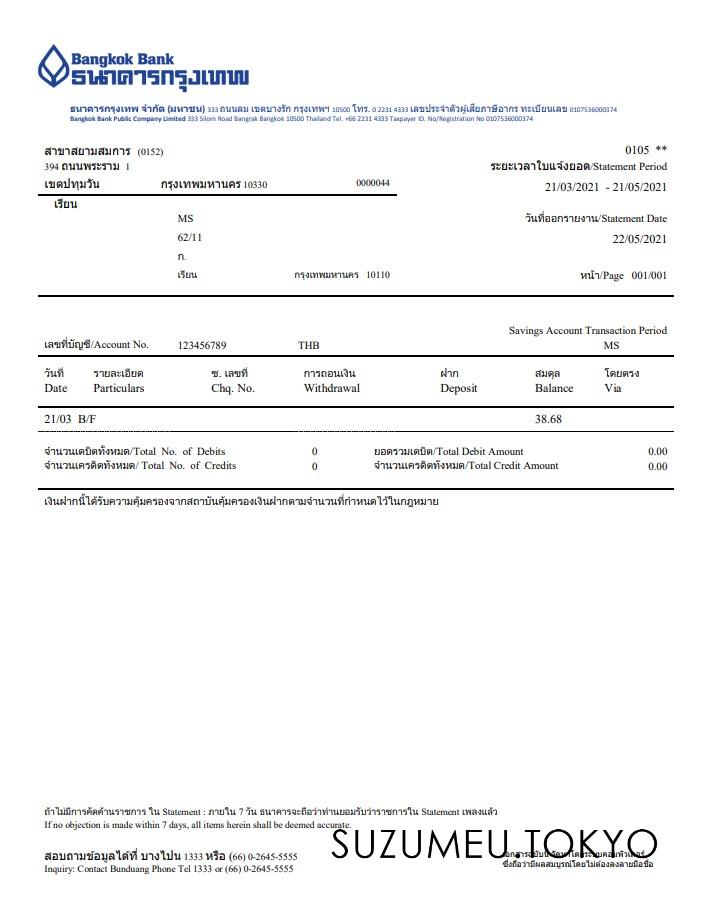 Bangkok Bank
ธนาคารกรุงเทพ
ธนาคารกรุงเทพ จำกัด (มหาชน) 333 ถนนสีลม เขตบางรัก กรุงเทพฯ 10500 โทร. 0 2231 4333 เลขประจำตัวผู้เสียภาษีอากร ทะเบียนเลข 0107536000374
Bangkok Bank Public Company Limited 333 Silom Road Bangrak Bangkok 10500 Thailand Tel. +66 2231 4333 Taxpayer ID. No/Registration No 0107536000374
สาขาสยามสมการ (0152) 0105 **
394 ถนนพระราม 1 ระยะเวลาใบแจ้งยอด/Statement Period
เขตปทุมวัน กรุงเทพมหานคร 10330 0000044 21/03/2021 - 21/05/2021
เรียน
MS วันที่ออกรายงาน/Statement Date
62/11 22/05/2021
ก.
เรียน กรุงเทพมหานคร 10110 หน้า/Page 001/001
Savings Account Transaction Period
เลขที่บัญชี/Account No. 123456789 THB MS
วันที่ รายละเอียด ช. เลขที่ การถอนเงิน ฝาก สมดุล โดยตรง
Date Particulars Chq. No. Withdrawal Deposit Balance Via
21/03 B/F 38.68
จำนวนเดบิตทั้งหมด/Total No. of Debits 0 ยอดรวมเดบิต/Total Debit Amount 0.00
จำนวนเครดิตทั้งหมด/ Total No. of Credits 0 จำนวนเครดิตทั้งหมด/Total Credit Amount 0.00
เงินฝากนี้ได้รับความคุ้มครองจากสถาบันคุ้มครองเงินฝากตามจำนวนที่กำหนดไว้ในกฎหมาย
ถ้าไม่มีการคัดค้านราชการ ใน Statement : ภายใน 7 วัน ธนาคารจะถือว่าท่านยอมรับว่าราชการใน Statement เพลงแล้ว
If no objection is made within 7 days, all items herein shall be deemed accurate.
SUZUMEU.TOKYO
สอบถามข้อมูลได้ที่ บางไปน 1333 หรือ (66) 0-2645-5555
ซึ่งถือว่ามีผลสมบูรณ์โดยไม่ต้องลงลายมือชื่อ
Inquiry: Contact Bunduang Phone Tel 1333 or (66) 0-2645-5555